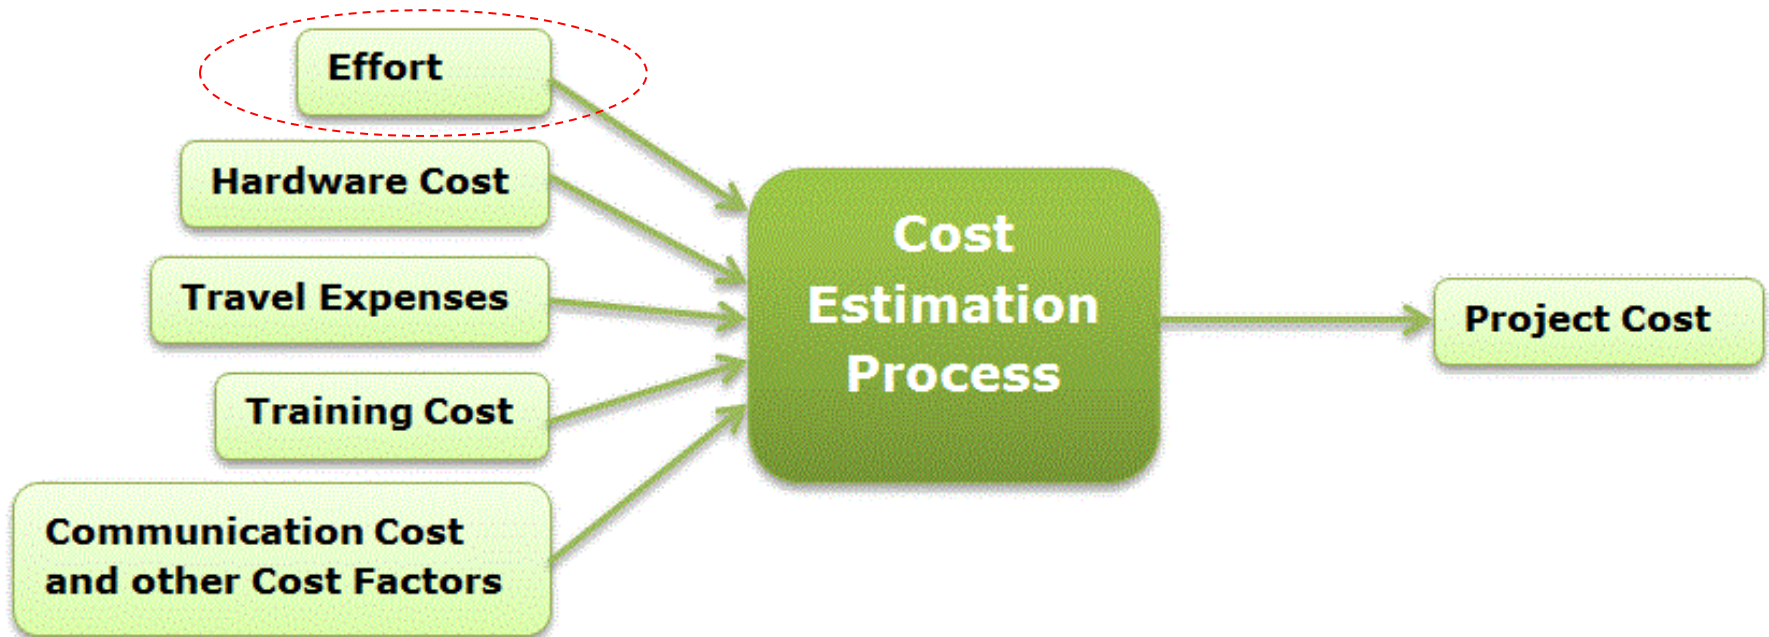 Effort
Hardware Cost
Travel Expenses
Training Cost
Communication Cost
and other Cost Factors
Cost
Estimation
Process
Project Cost